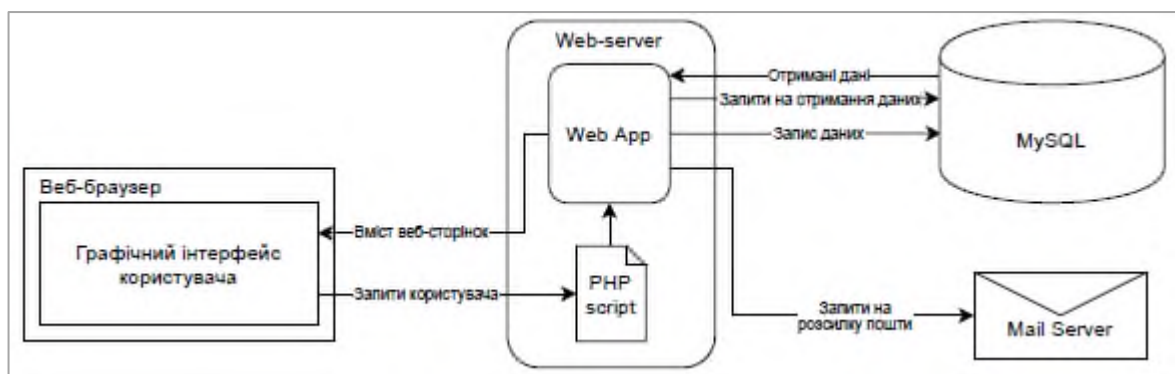 Web-server
Отримані дані
Запити на отримання даних
Web App
Запис даних
MySQL
Веб-браузер
Графічний інтерфейс
користувача
Вміст веб-сторінок
Запити користувача
PHP
script
Запити на
розсилку пошти
Mail Server